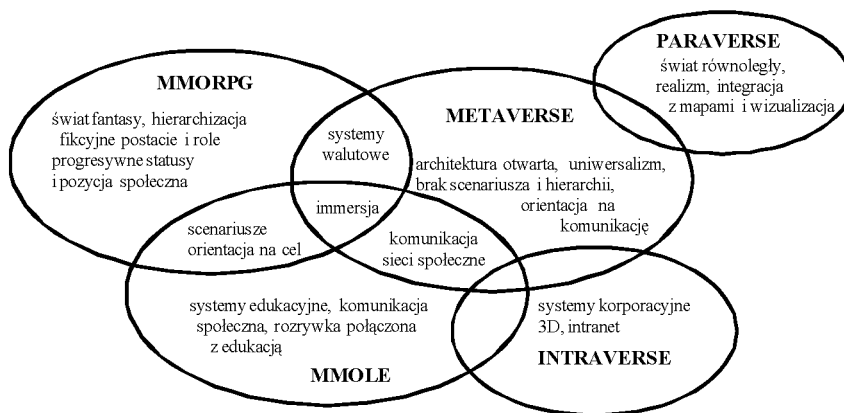 PARAVERSE
świat równoległy,
realizm, integracja
z mapami i wizualizacja
MMORPG
świat fantasy, hierarchizacja
fikcyjne postacie i role
progresywne statusy
i pozycja społeczna
systemy
walutowe
METAVERSE
architektura otwarta, uniwersalizm,
brak scenariusza i hierarchii,
orientacja na
komunikację
immersja
scenariusze
orientacja na cel
komunikacja
sieci społeczne
systemy edukacyjne, komunikacja
społeczna, rozrywka połączona
z edukacją
MMOLE
systemy korporacyjne
3D, intranet
INTRAVERSE